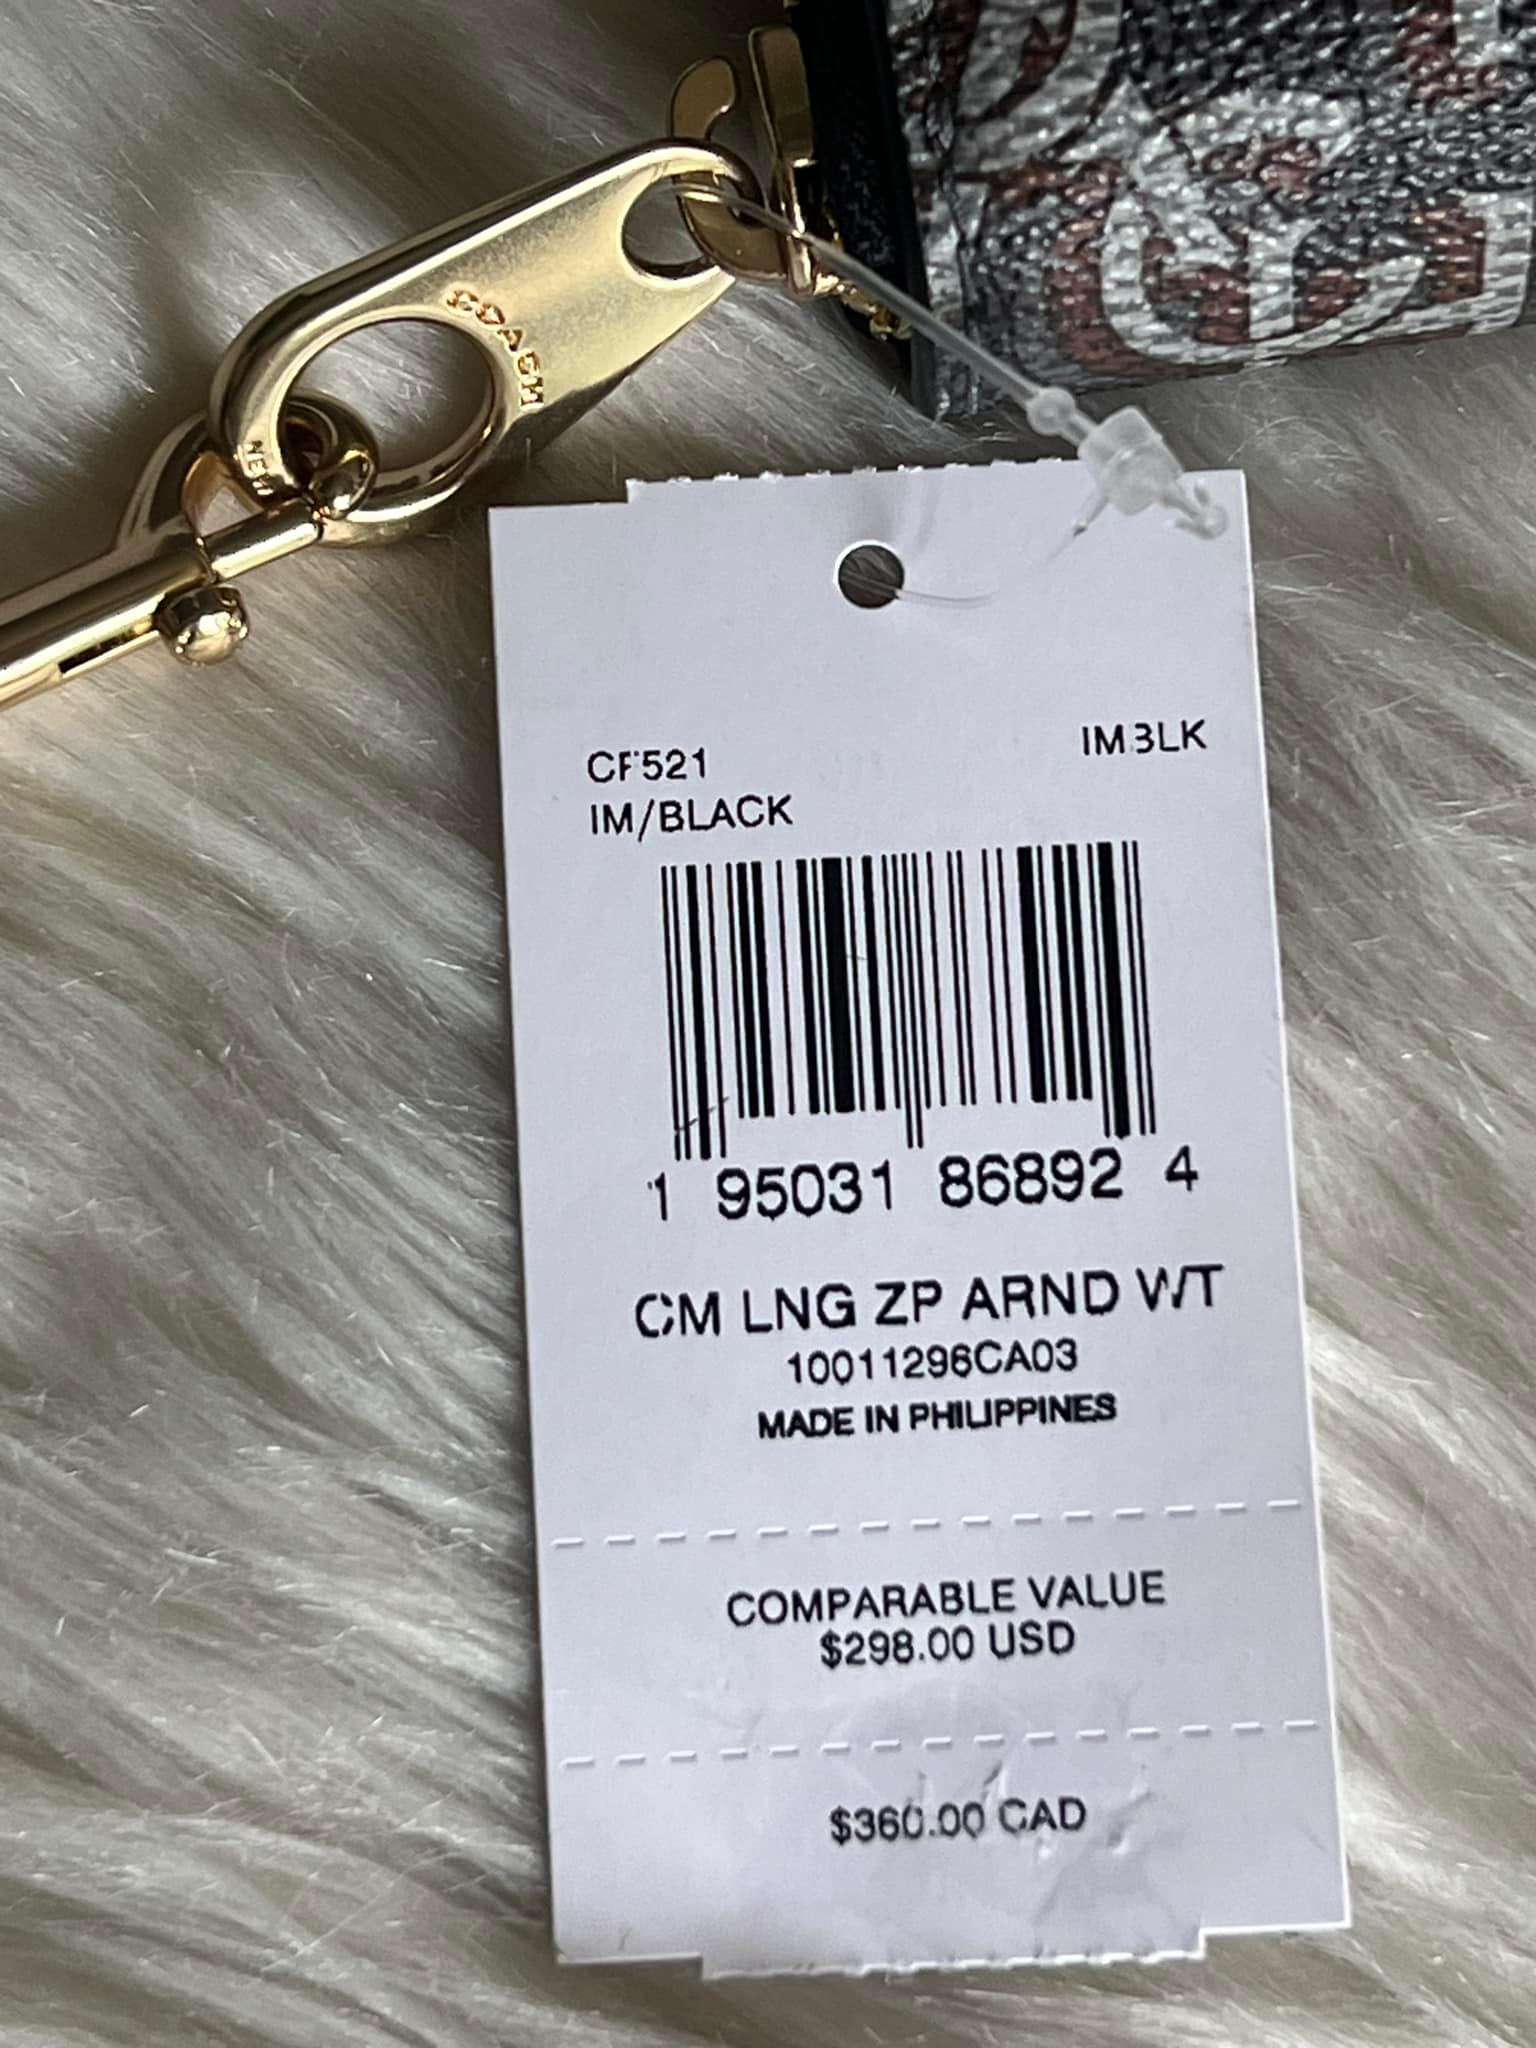 COACH
NEW
CF521
IMBLK
IM/BLACK
1 95031 86892 4
CM LNG ZP ARND WT
10011296CA03
MADE IN PHILIPPINES
COMPARABLE VALUE
$298.00 USD
$360.00 CAD